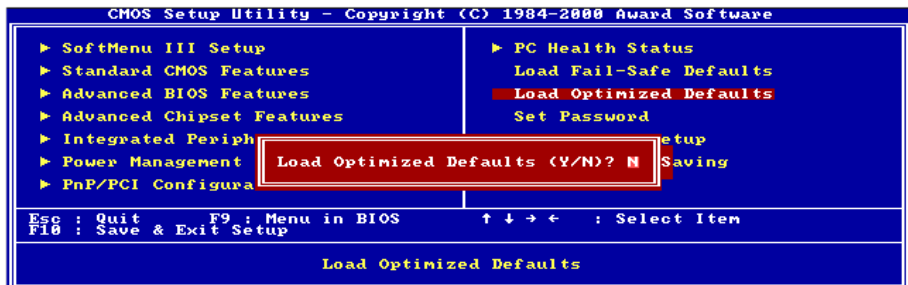 CMOS Setup Utility - Copyright (C) 1984-2000 Award Software
▶ SoftMenu III Setup
▶ Standard CMOS Features
▶ Advanced BIOS Features
▶ Advanced Chipset Features
▶ Integrated Periph
▶ Power Management
▶ PnP/PCI Configura
▶ PC Health Status
Load Fail-Safe Defaults
Load Optimized Defaults
Set Password
etup
Saving
Load Optimized Defaults (Y/N)? N
Esc : Quit F9 : Menu in BIOS ↑ ↓ → ← : Select Item
F10 : Save & Exit Setup
Load Optimized Defaults